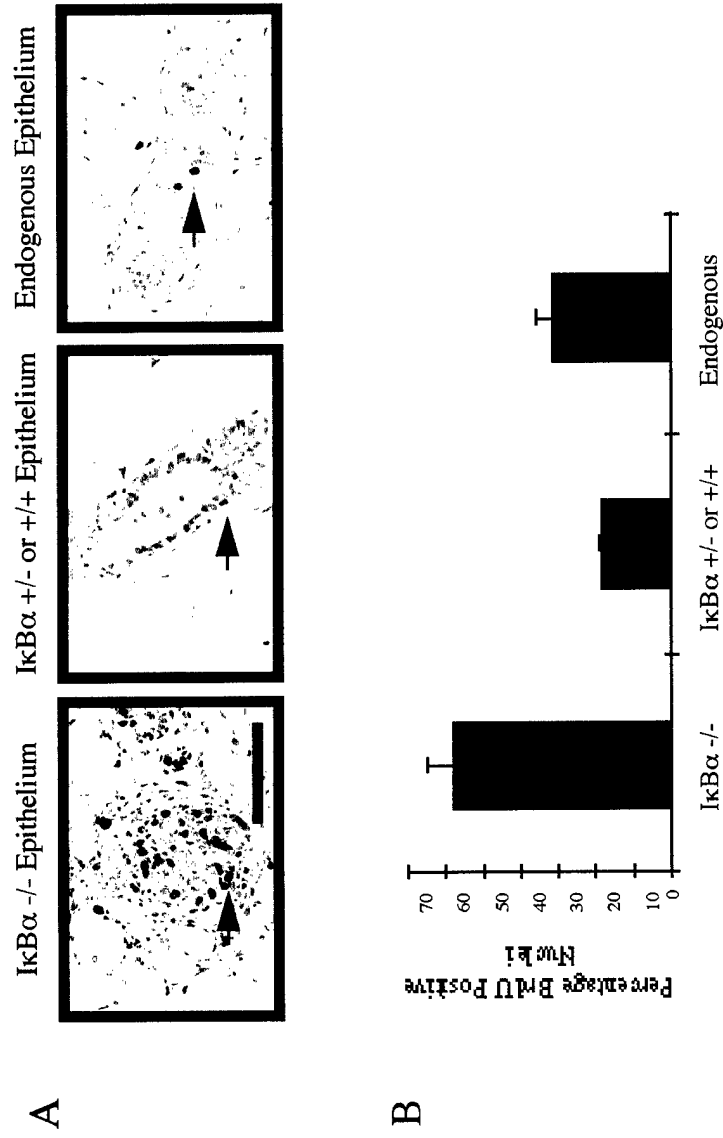 A
IκBα -/- Epithelium
IκBα +/- or +/+ Epithelium
Endogenous Epithelium
B
Percentage BrdU Positive
Nuclei
70
60
50
40
30
20
10
0
IκBα -/-
IκBα +/- or +/+
Endogenous